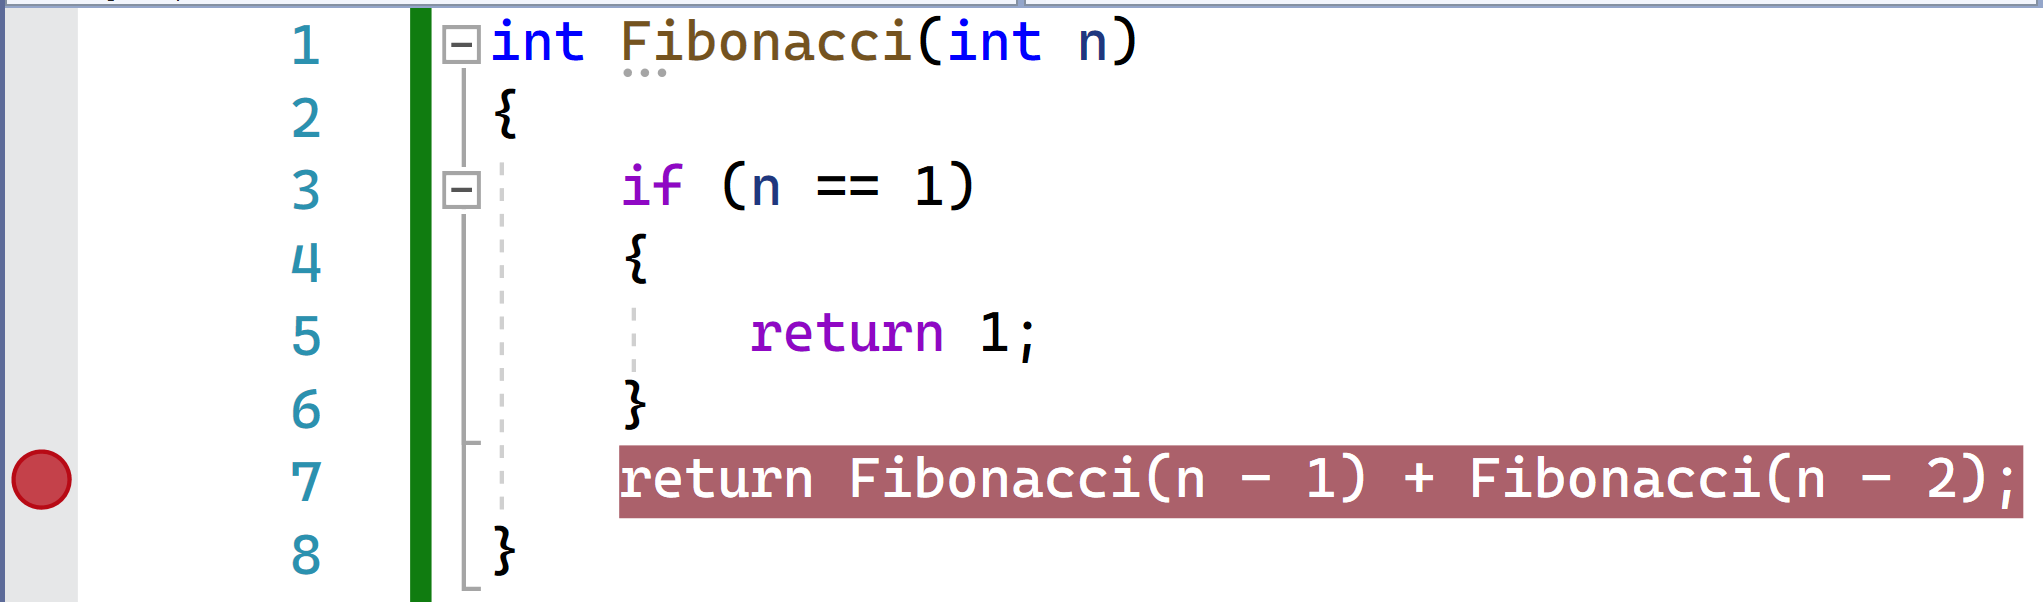 1 int Fibonacci(int n)
2 {
3 if (n == 1)
4 {
5 return 1;
6 }
7 return Fibonacci(n - 1) + Fibonacci(n - 2);
8 }